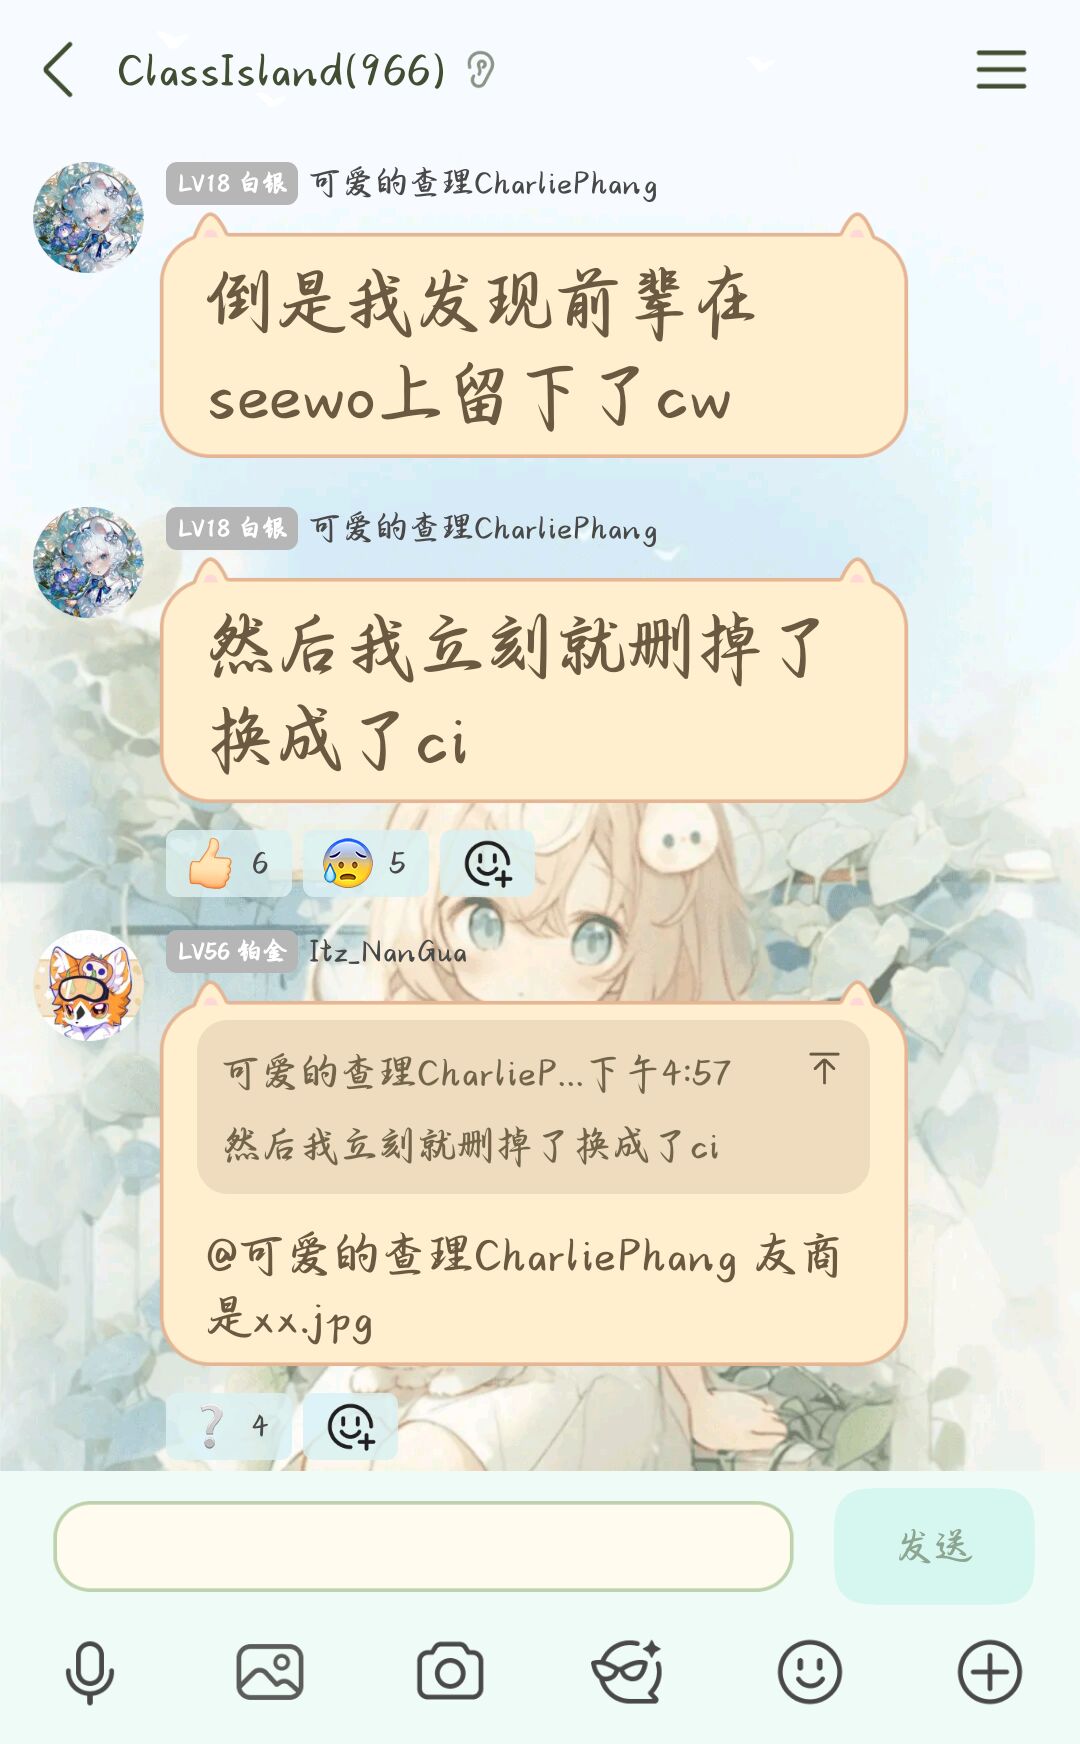 ClassIsland(966)
LV18 白银 可爱的查理CharliePhang
倒是我发现前辈在
seewo上留下了cw
LV18 白银 可爱的查理CharliePhang
然后我立刻就删掉了
换成了ci
6 5
LV56 铂金 Itz_NanGua
可爱的查理CharlieP...下午4:57
然后我立刻就删掉了换成了ci
@可爱的查理CharliePhang 友商
是xx.jpg
4
发送